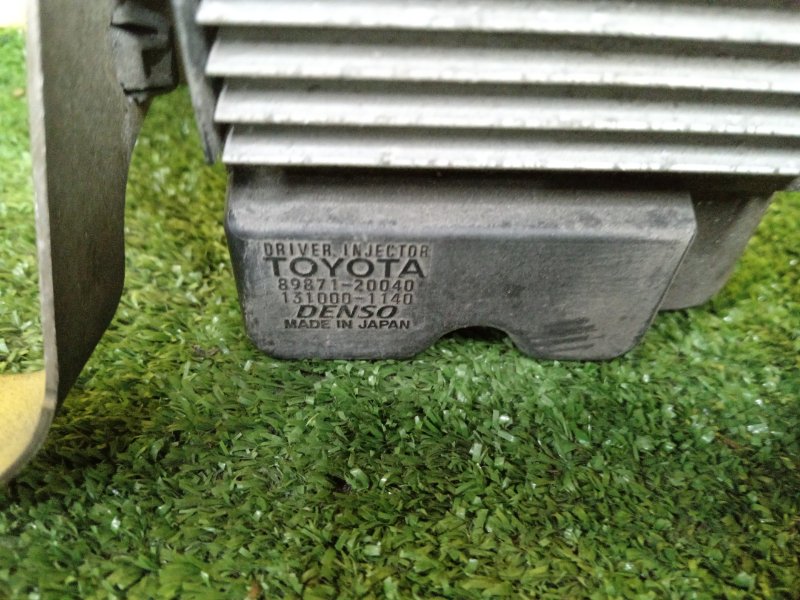 DRIVER, INJECTOR
TOYOTA
89871-20040
131000-1140
DENSO
MADE IN JAPAN